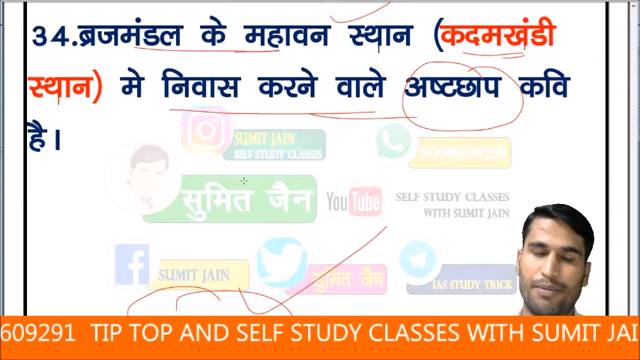 34.ब्रजमंडल के महावन स्थान (कदमखंडी
स्थान) मे निवास करने वाले अष्टछाप कवि
है।
SUMIT JAIN
SELF STUDY CLASSES
9098609291
सुमित जैन
YouTube
SELF STUDY CLASSES
WITH SUMIT JAIN
SUMIT JAIN
सुमित जैन
IAS STUDY TRICK
609291 TIP TOP AND SELF STUDY CLASSES WITH SUMIT JAI